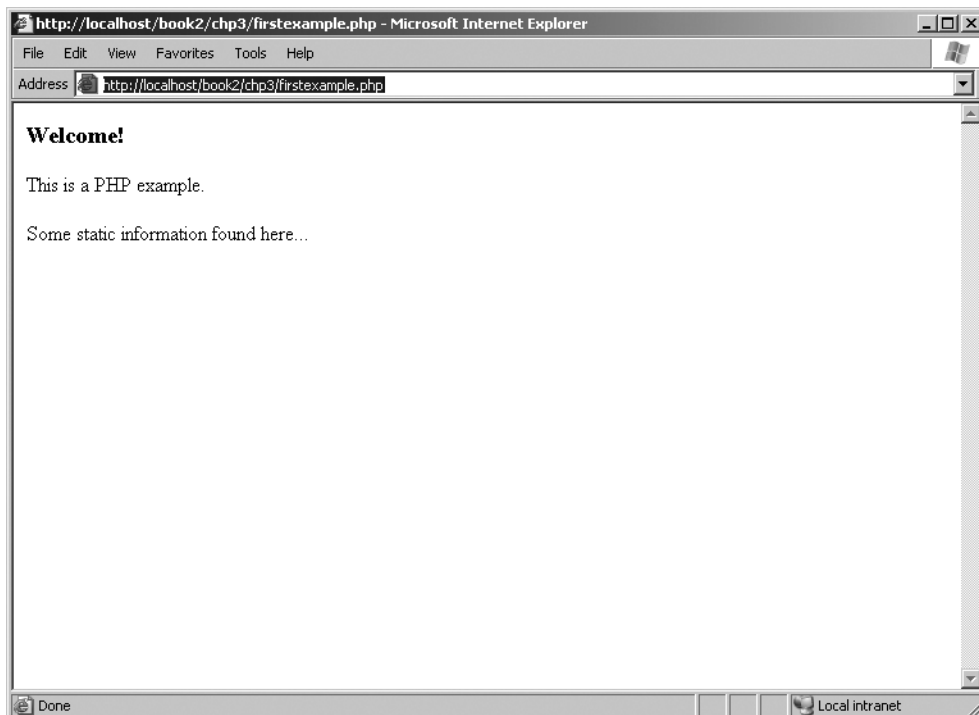 http://localhost/book2/chp3/firstexample.php - Microsoft Internet Explorer
File Edit View Favorites Tools Help
Address http://localhost/book2/chp3/firstexample.php
Welcome!
This is a PHP example.
Some static information found here...
Done Local intranet